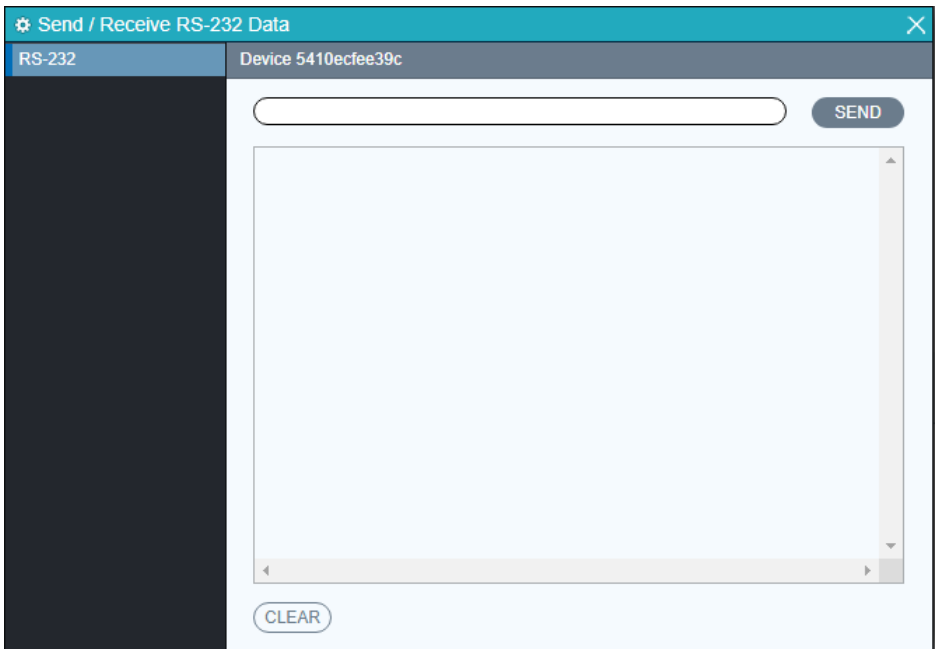 Send / Receive RS-232 Data
RS-232
Device 5410ecfee39c
SEND
CLEAR